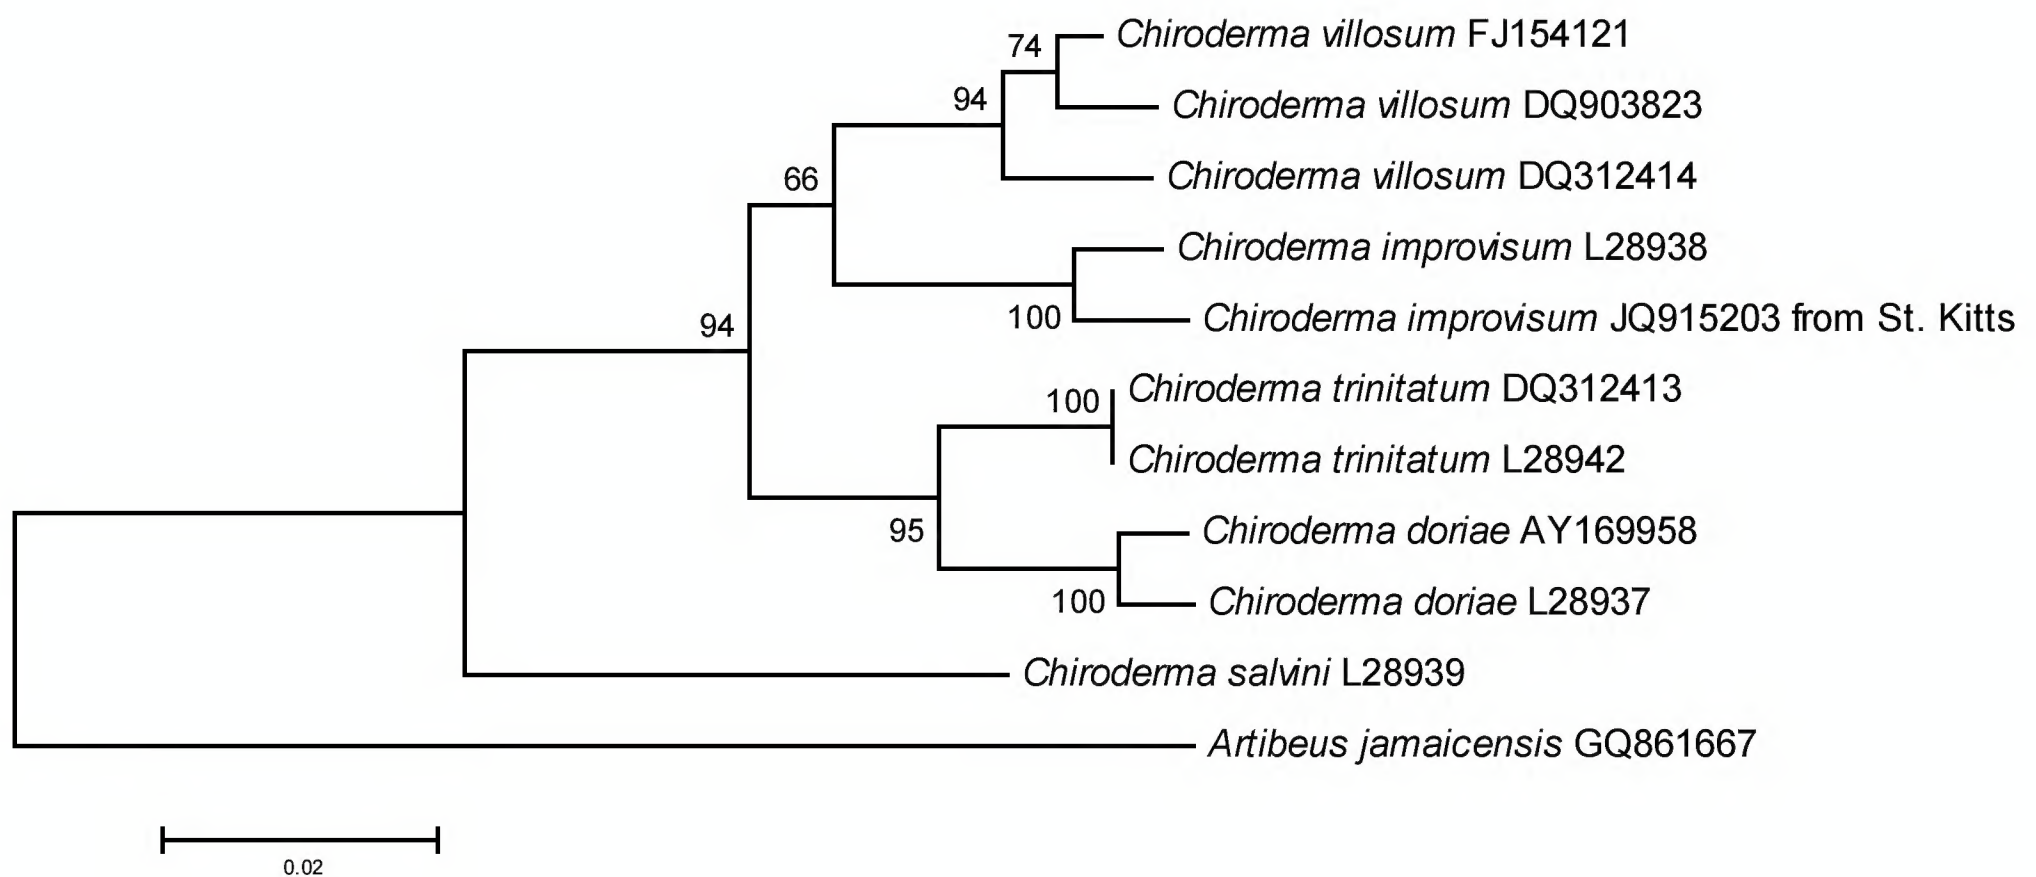 74 Chiroderma villosum FJ154121
94 Chiroderma villosum DQ903823
66 Chiroderma villosum DQ312414
Chiroderma improvisum L28938
100 Chiroderma improvisum JQ915203 from St. Kitts
94
100 Chiroderma trinitatum DQ312413
Chiroderma trinitatum L28942
95 Chiroderma doriae AY169958
100 Chiroderma doriae L28937
Chiroderma salvini L28939
Artibeus jamaicensis GQ861667
0.02